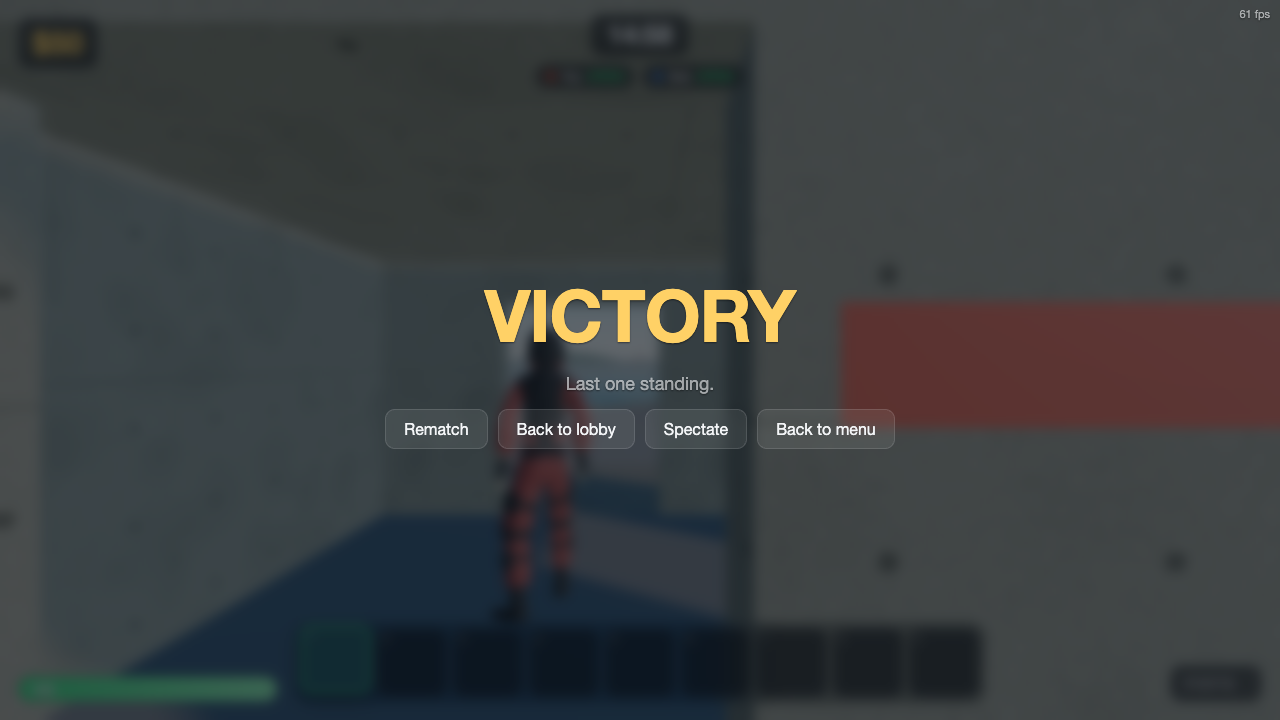 61 fps
VICTORY
Last one standing.
Rematch Back to lobby Spectate Back to menu